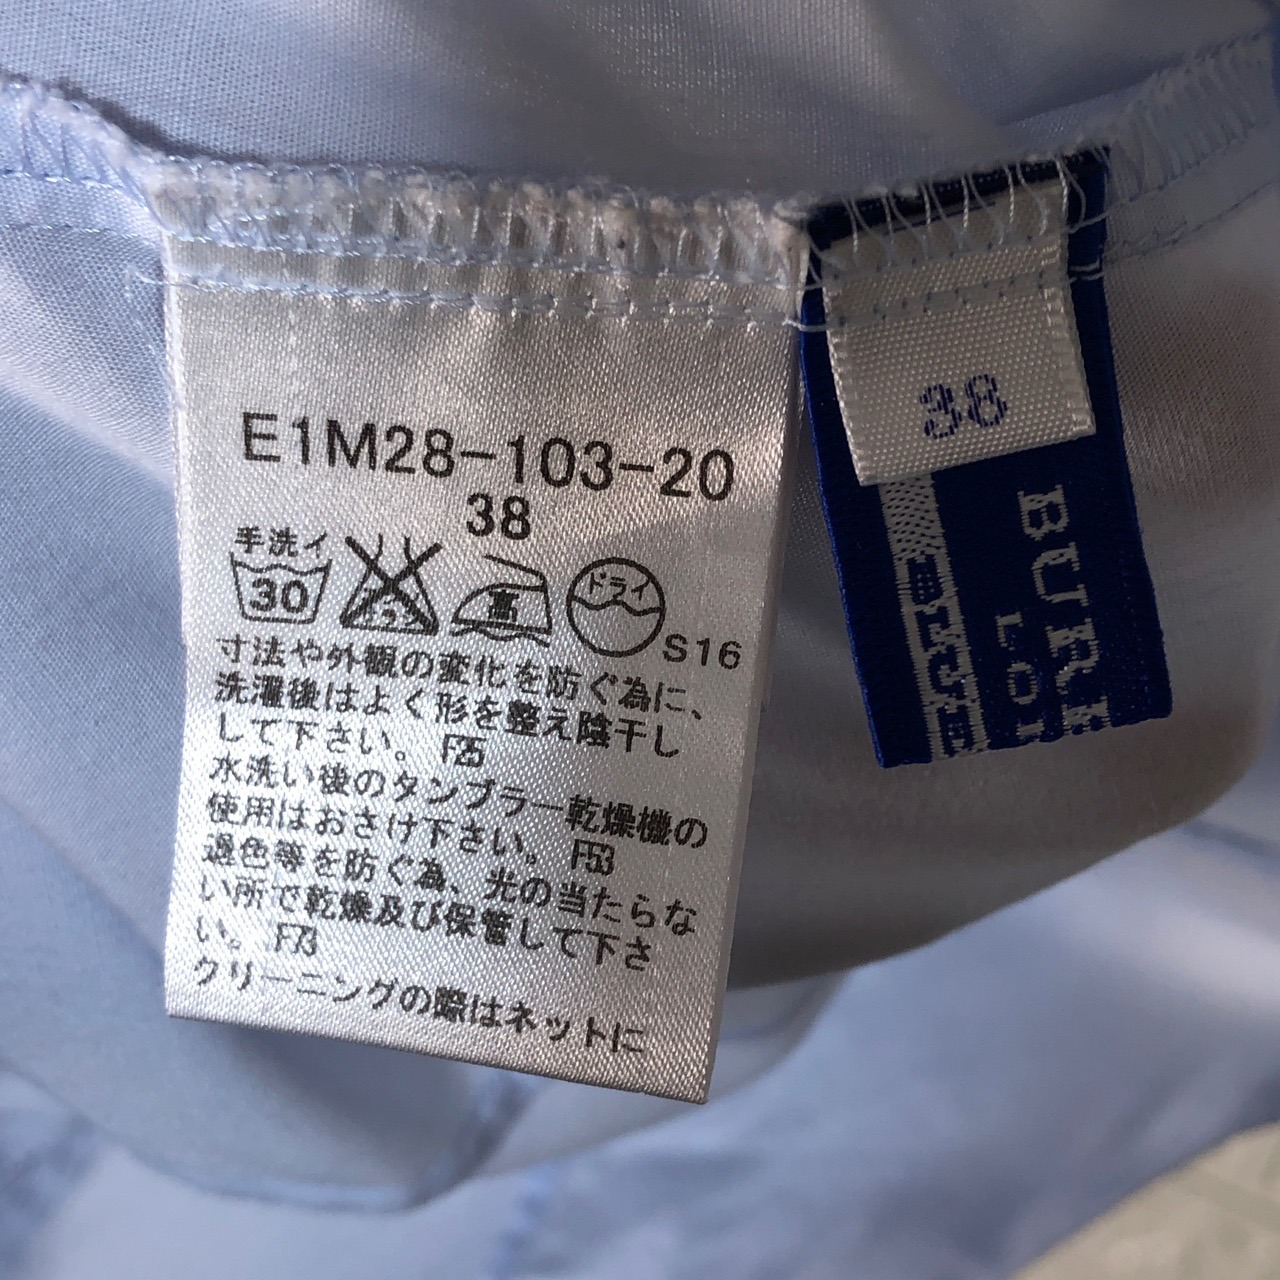 E1M28-103-20
38
手洗イ
30
高
ドライ
S16
寸法や外観の変化を防ぐ為に、
洗濯後はよく形を整え陰干し
して下さい。 F25
水洗い後のタンブラー乾燥機の
使用はおさけ下さい。 F53
退色等を防ぐ為、光の当たらな
い所で乾燥及び保管して下さ
い。 F73
クリーニングの際はネットに
38
BURB
LON